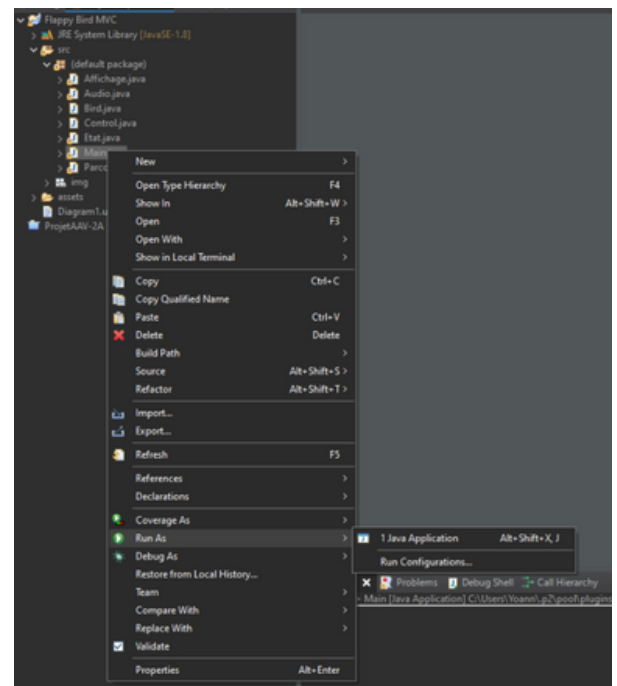 Flappy Bird MVC
JRE System Library [JavaSE-1.8]
src
(default package)
Affichage.java
Audio.java
Bird.java
Control.java
Etat.java
Main
Parco
img
assets
Diagram1.u
ProjetAAV-2A
New
Open Type Hierarchy F4
Show In Alt+Shift+W >
Open F3
Open With >
Show in Local Terminal >
Copy Ctrl+C
Copy Qualified Name
Paste Ctrl+V
Delete Delete
Build Path >
Source Alt+Shift+S >
Refactor Alt+Shift+T >
Import...
Export...
Refresh F5
References >
Declarations >
Coverage As >
Run As >
1 Java Application Alt+Shift+X, J
Run Configurations...
Debug As >
Restore from Local History...
Team >
Compare With >
Replace With >
Validate
Properties Alt+Enter
Problems Debug Shell Call Hierarchy
Main [Java Application] C:\Users\Yoann\.p2\pool\plugins